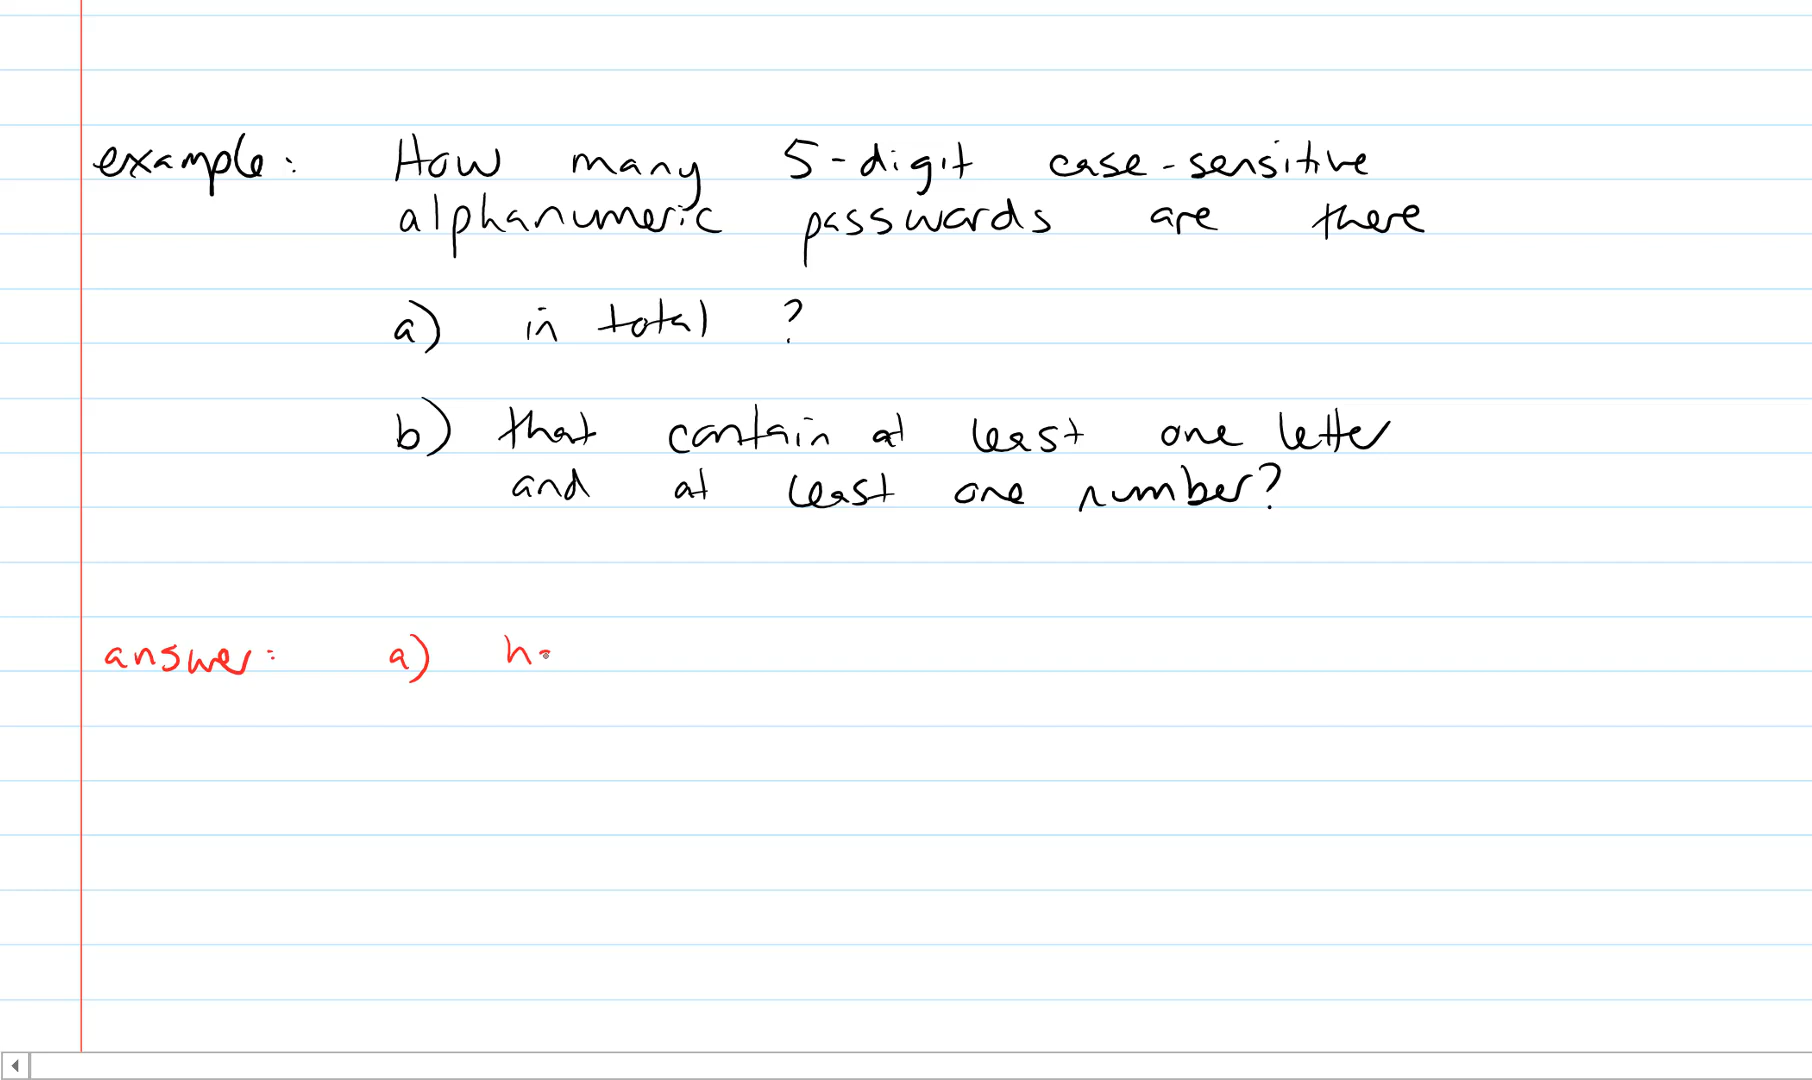 example: How many 5-digit case-sensitive
alphanumeric passwords are there
a) in total ?
b) that contain at least one letter
and at least one number?
answer: a) h